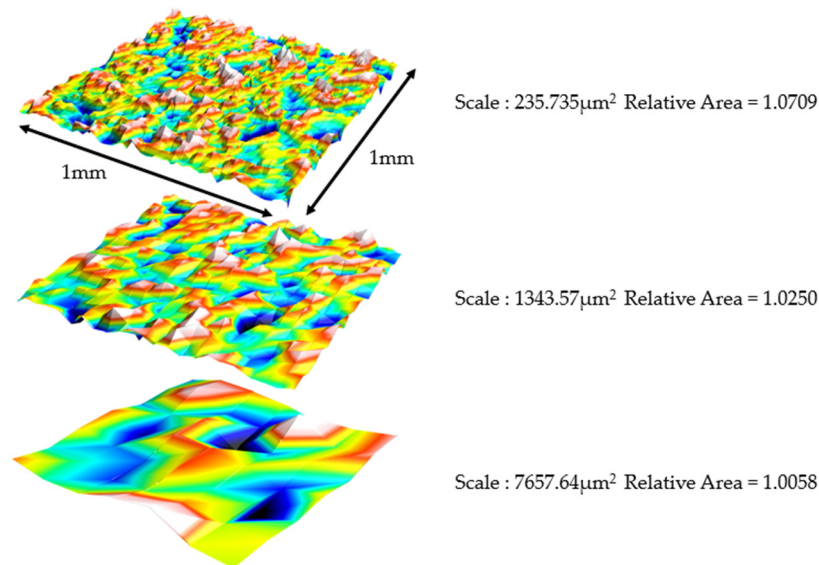 Scale : 235.735μm² Relative Area = 1.0709
1mm
1mm
Scale : 1343.57μm² Relative Area = 1.0250
Scale : 7657.64μm² Relative Area = 1.0058